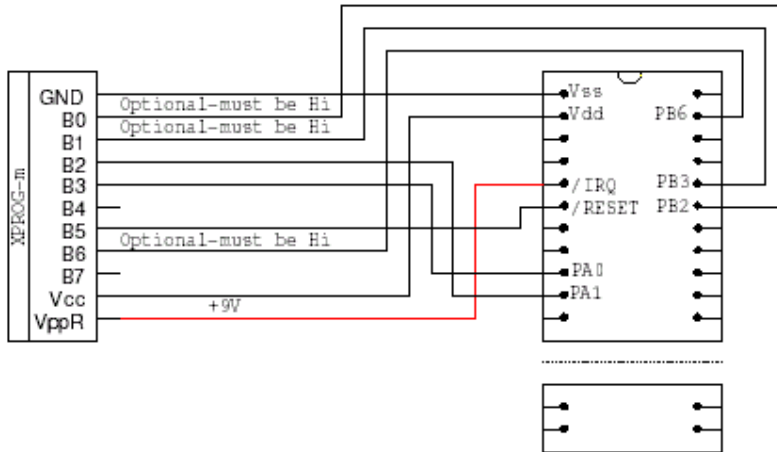 XPROG-m
GND
B0
B1
B2
B3
B4
B5
B6
B7
Vcc
VppR
Optional-must be Hi
Optional-must be Hi
Optional-must be Hi
+9V
Vss
Vdd
/IRQ
/RESET
PA0
PA1
PB6
PB3
PB2